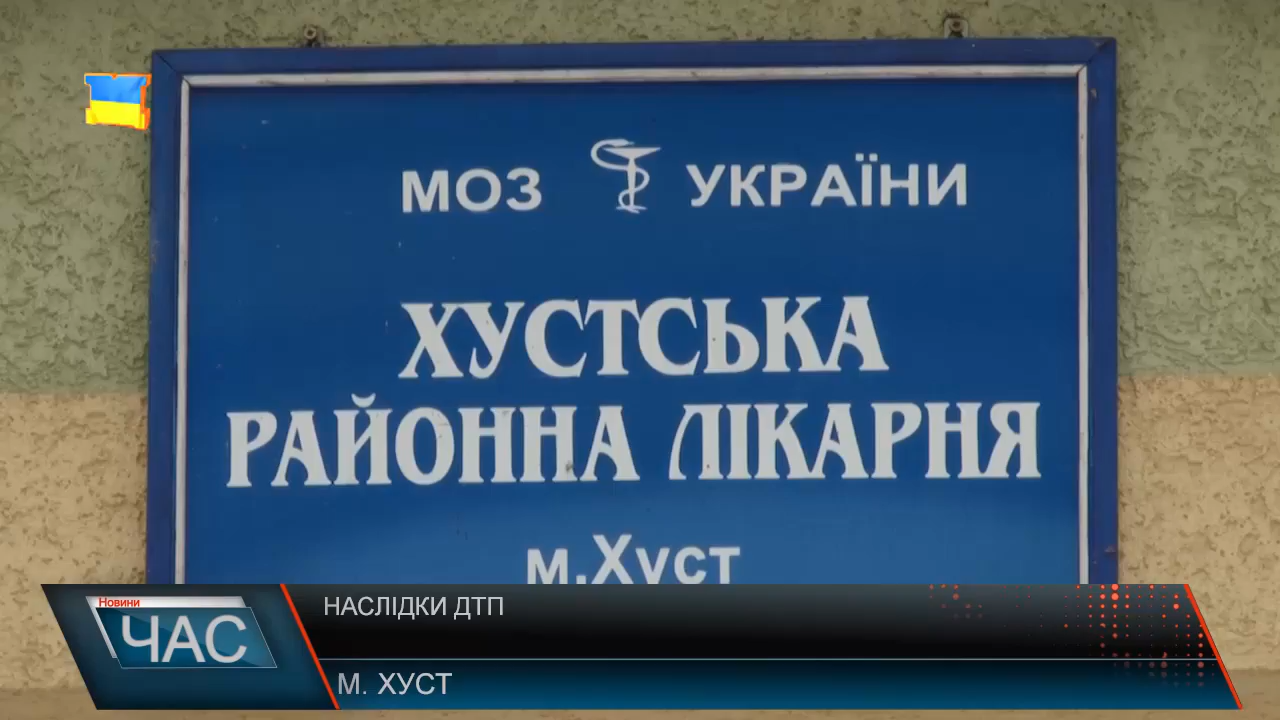 МОЗ УКРАЇНИ
ХУСТСЬКА
РАЙОННА ЛІКАРНЯ
м.Хуст
Новини
ЧАС
НАСЛІДКИ ДТП
М. ХУСТ